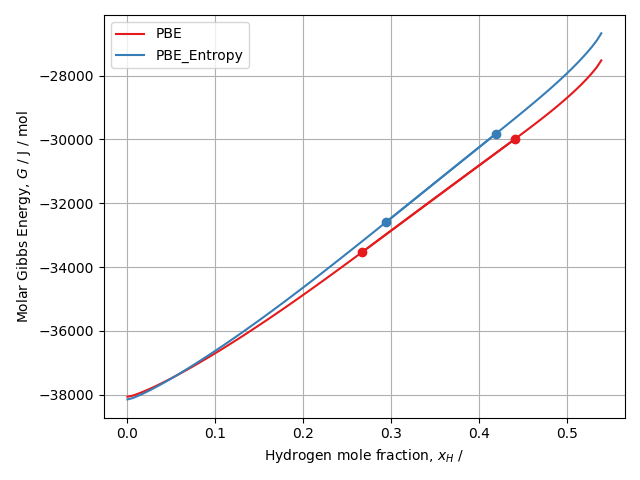 PBE
PBE_Entropy
−28000
−30000
−32000
−34000
−36000
−38000
Molar Gibbs Energy, G / J / mol
0.0 0.1 0.2 0.3 0.4 0.5
Hydrogen mole fraction, x_H /